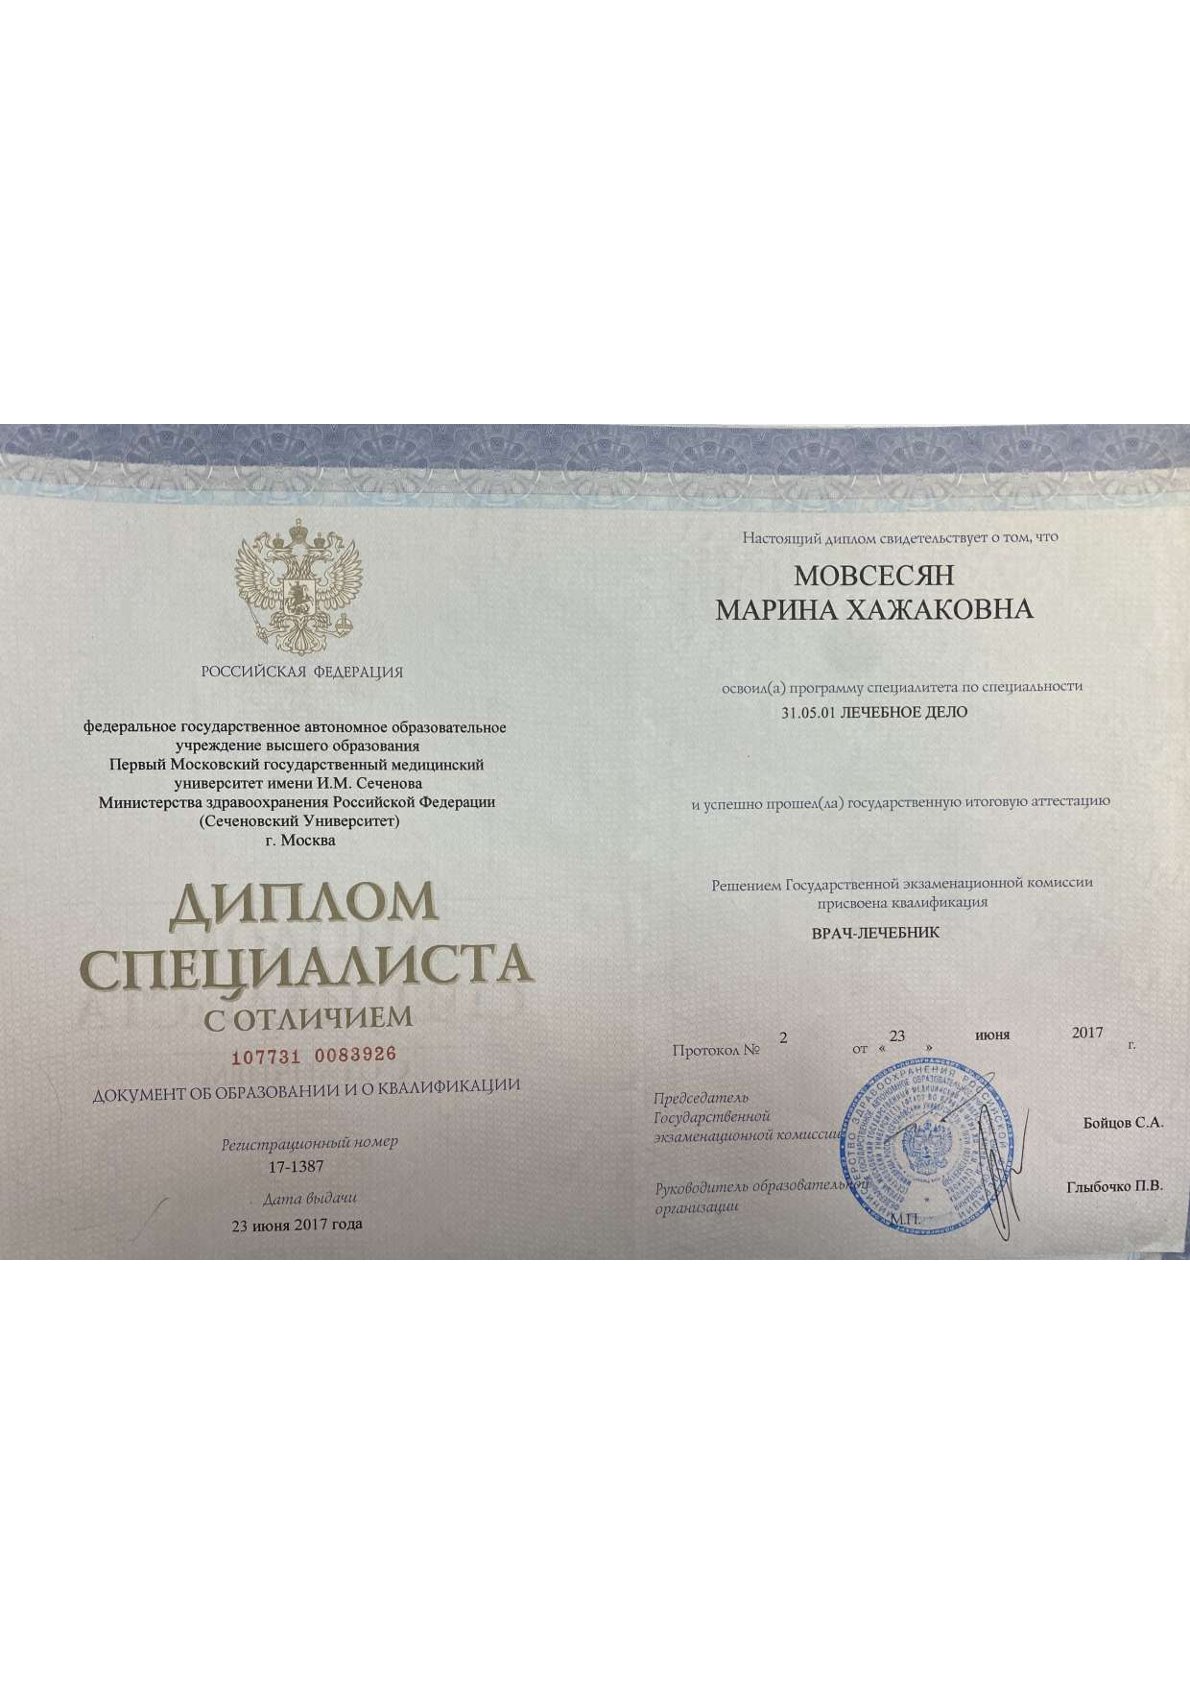 РОССИЙСКАЯ ФЕДЕРАЦИЯ
федеральное государственное автономное образовательное
учреждение высшего образования
Первый Московский государственный медицинский
университет имени И.М. Сеченова
Министерства здравоохранения Российской Федерации
(Сеченовский Университет)
г. Москва
ДИПЛОМ
СПЕЦИАЛИСТА
С ОТЛИЧИЕМ
107731 0083926
ДОКУМЕНТ ОБ ОБРАЗОВАНИИ И О КВАЛИФИКАЦИИ
Регистрационный номер
17-1387
Дата выдачи
23 июня 2017 года
Настоящий диплом свидетельствует о том, что
МОВСЕСЯН
МАРИНА ХАЖАКОВНА
освоил(а) программу специалитета по специальности
31.05.01 ЛЕЧЕБНОЕ ДЕЛО
и успешно прошел(ла) государственную итоговую аттестацию
Решением Государственной экзаменационной комиссии
присвоена квалификация
ВРАЧ-ЛЕЧЕБНИК
Протокол № 2 от « 23 » июня 2017 г.
Председатель
Государственной
экзаменационной комиссии
Бойцов С.А.
Руководитель образовательной
организации
Глыбочко П.В.
М.П.